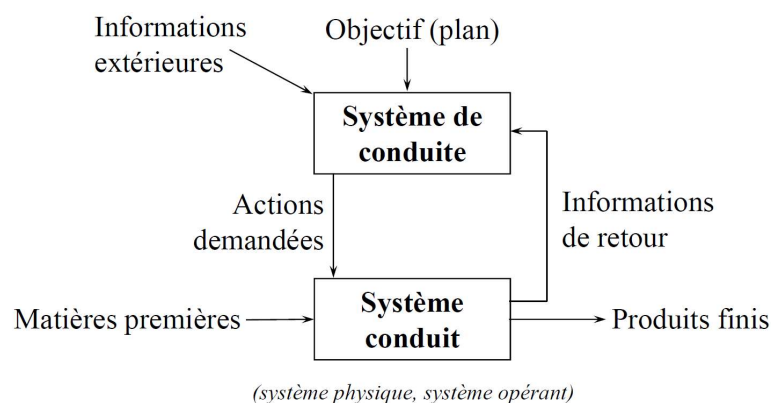 Informations
extérieures
Objectif (plan)
Système de
conduite
Actions
demandées
Informations
de retour
Matières premières
Système
conduit
Produits finis
(système physique, système opérant)